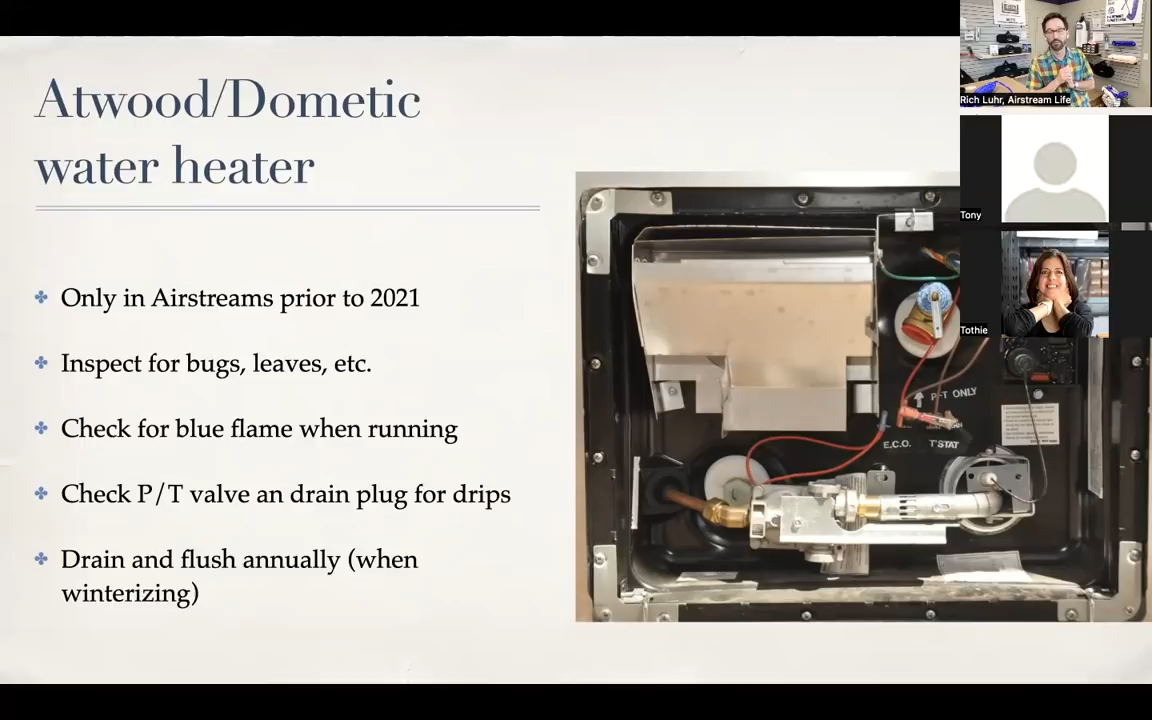 Atwood/Dometic
water heater
Only in Airstreams prior to 2021
Inspect for bugs, leaves, etc.
Check for blue flame when running
Check P/T valve an drain plug for drips
Drain and flush annually (when
winterizing)
P-T ONLY
E.C.O.
T'STAT
Rich Luhr, Airstream Life
Tony
Tothie